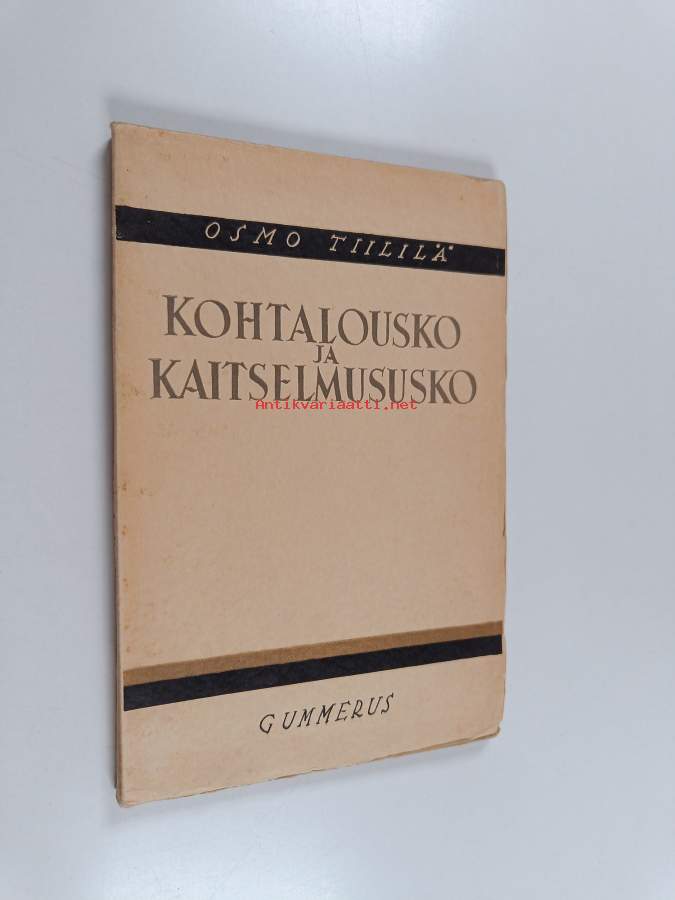 OSMO TIILILÄ
KOHTALOUSKO
JA
KAITSELMUSUSKO
Antikvariaatti.net
GUMMERUS